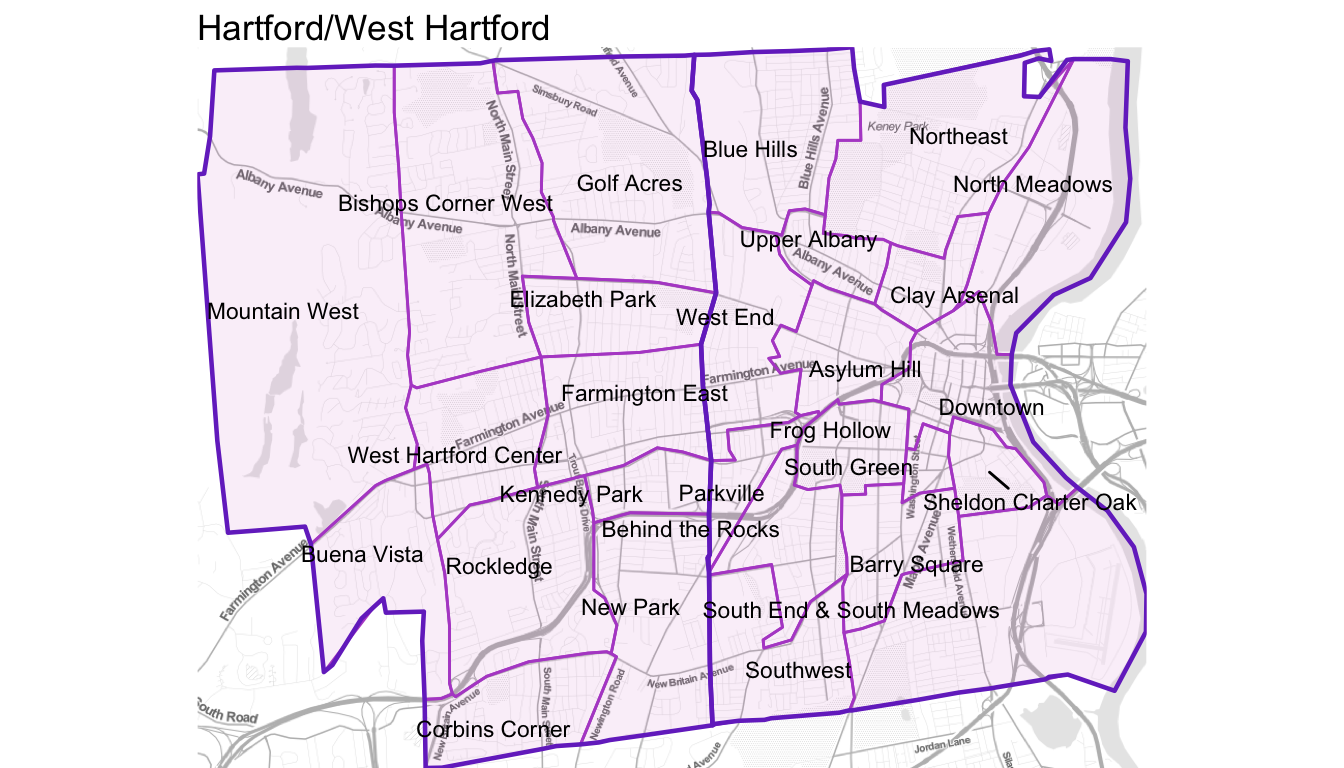 Hartford/West Hartford
Simsbury Road
Avenue
North Main Street
Blue Hills Avenue
Keney Park
Northeast
Blue Hills
Golf Acres
North Meadows
Albany Avenue
Bishops Corner West
Albany Avenue
Albany Avenue
Upper Albany
Albany Avenue
North Main Street
Elizabeth Park
Clay Arsenal
Mountain West
West End
Farmington Avenue
Asylum Hill
Farmington East
Downtown
Farmington Avenue
Frog Hollow
West Hartford Center
South Green
Washington Street
Trout Brook Drive
Kennedy Park
Parkville
Sheldon Charter Oak
South Main Street
Behind the Rocks
Main Avenue
Wethersfield Avenue
Buena Vista
Farmington Avenue
Rockledge
Barry Square
New Park
South End & South Meadows
Southwest
New Britain Avenue
South Road
New Britain Avenue
South Main Street
Newington Road
Corbins Corner
Avenue
Jordan Lane